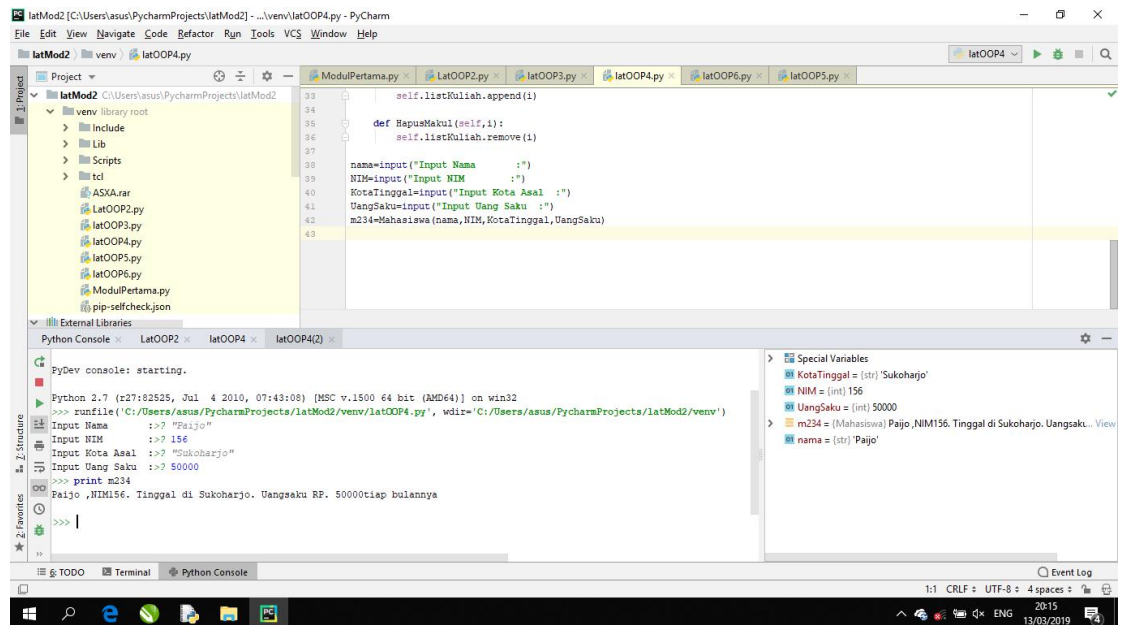 latMod2 [C:\Users\asus\PycharmProjects\latMod2] - ...\venv\latOOP4.py - PyCharm
File Edit View Navigate Code Refactor Run Tools VCS Window Help
latMod2 venv latOOP4.py latOOP4
1: Project
Project
ModulPertama.py LatOOP2.py latOOP3.py latOOP4.py latOOP6.py latOOP5.py
latMod2 C:\Users\asus\PycharmProjects\latMod2
venv library root
Include
Lib
Scripts
tcl
ASXA.rar
LatOOP2.py
latOOP3.py
latOOP4.py
latOOP5.py
latOOP6.py
ModulPertama.py
pip-selfcheck.json
External Libraries
33 self.listKuliah.append(i)
34
35 def HapusMakul(self,i):
36 self.listKuliah.remove(i)
37
38 nama=input("Input Nama       :")
39 NIM=input("Input NIM        :")
40 KotaTinggal=input("Input Kota Asal  :")
41 UangSaku=input("Input Uang Saku  :")
42 m234=Mahasiswa(nama,NIM,KotaTinggal,UangSaku)
43
Python Console LatOOP2 latOOP4 latOOP4(2)
PyDev console: starting.
Python 2.7 (r27:82525, Jul  4 2010, 07:43:08) [MSC v.1500 64 bit (AMD64)] on win32
>>> runfile('C:/Users/asus/PycharmProjects/latMod2/venv/latOOP4.py', wdir='C:/Users/asus/PycharmProjects/latMod2/venv')
Input Nama       :>? "Paijo"
Input NIM        :>? 156
Input Kota Asal  :>? "Sukoharjo"
Input Uang Saku  :>? 50000
>>> print m234
Paijo ,NIM156. Tinggal di Sukoharjo. Uangsaku RP. 50000tiap bulannya
>>>
Special Variables
KotaTinggal = {str} 'Sukoharjo'
NIM = {int} 156
UangSaku = {int} 50000
m234 = {Mahasiswa} Paijo ,NIM156. Tinggal di Sukoharjo. Uangsaku... View
nama = {str} 'Paijo'
7: Structure
2: Favorites
6: TODO Terminal Python Console Event Log
1:1 CRLF UTF-8 4 spaces
ENG 20:15
13/03/2019
4